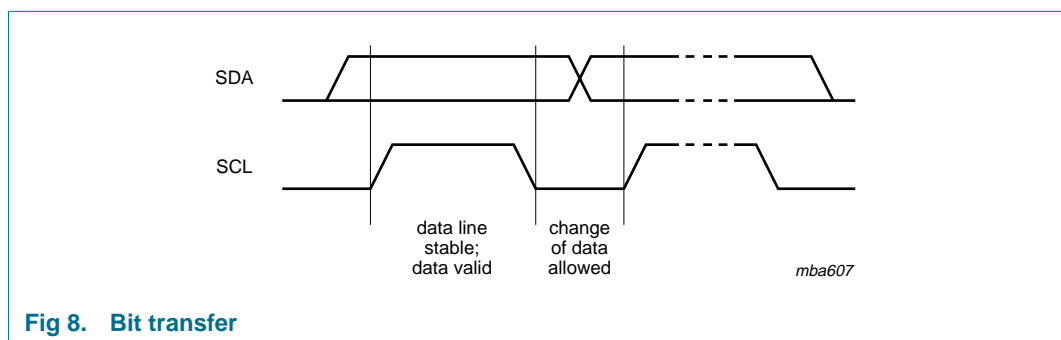 SDA
SCL
data line
stable;
data valid
change
of data
allowed
mba607
Fig 8. Bit transfer